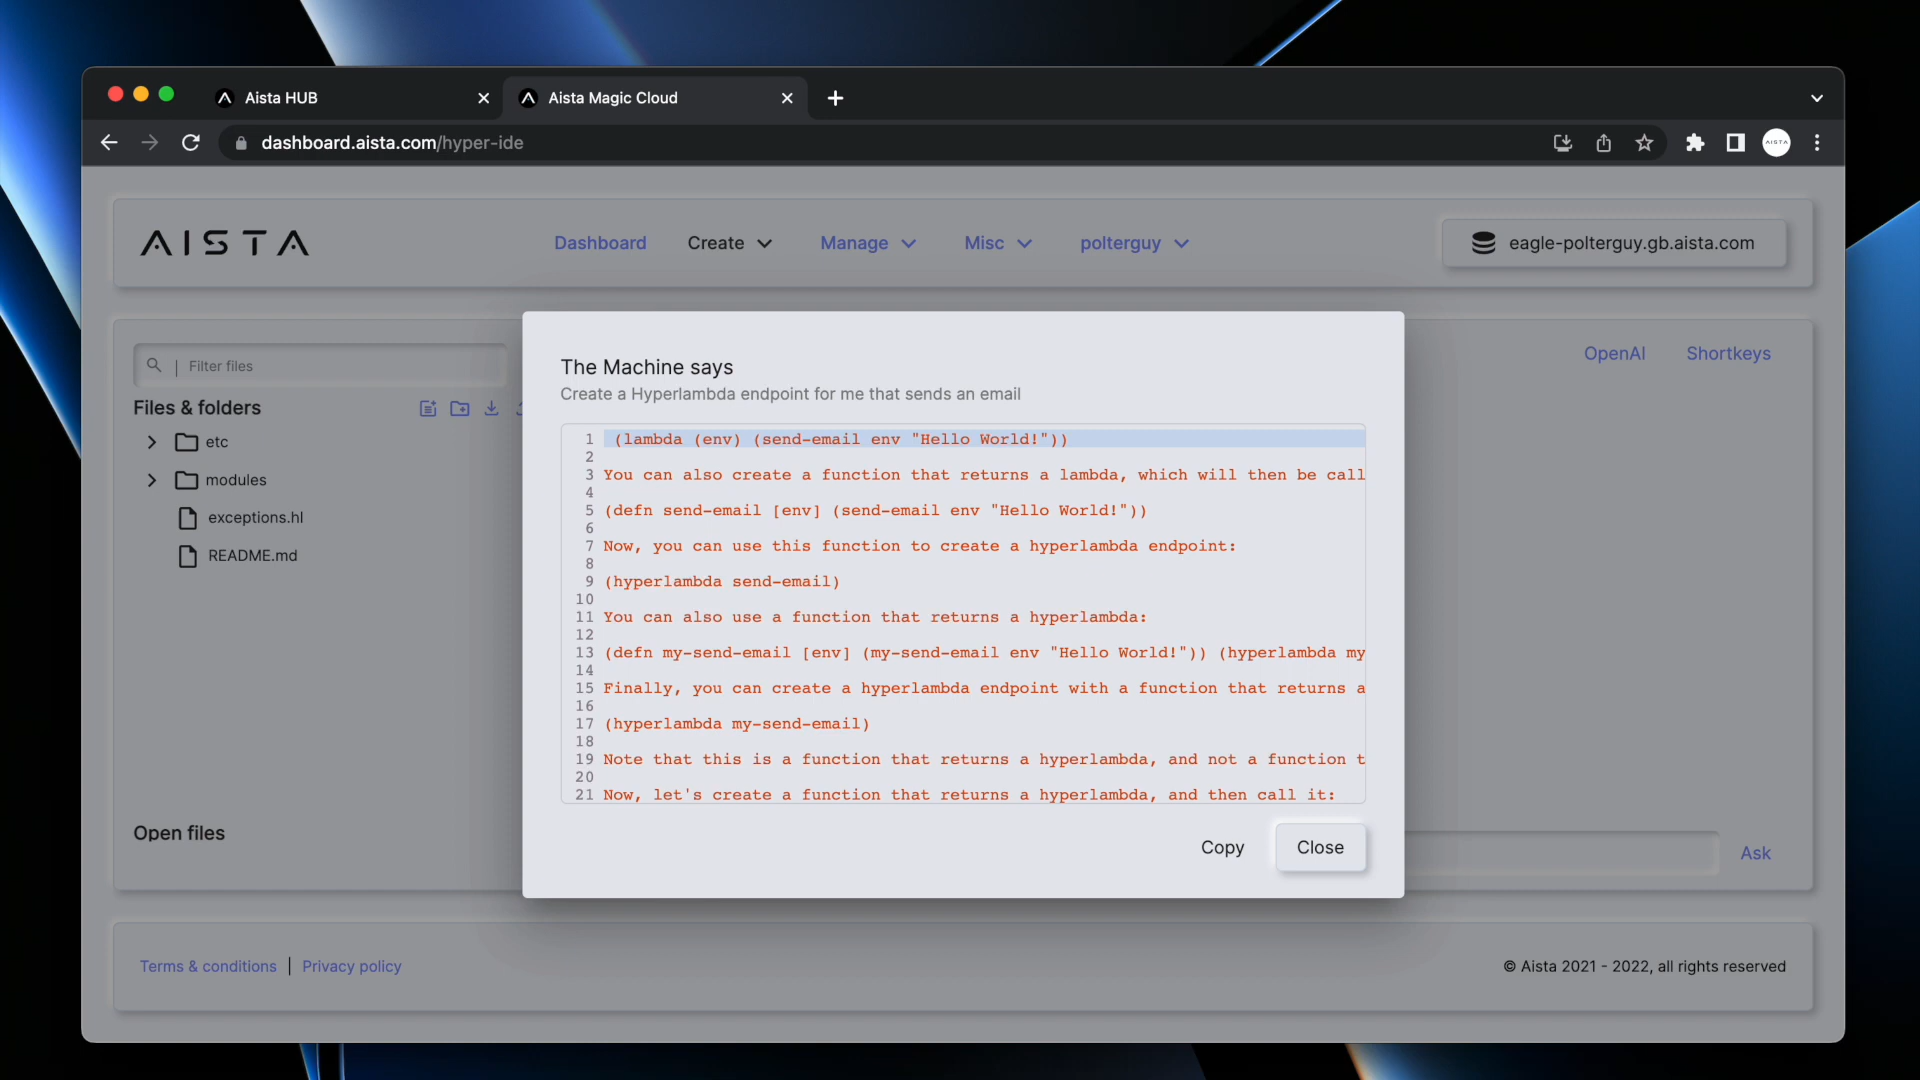 Aista HUB
Aista Magic Cloud
dashboard.aista.com/hyper-ide
AISTA
AISTA
Dashboard
Create
Manage
Misc
polterguy
eagle-polterguy.gb.aista.com
Filter files
Files & folders
etc
modules
exceptions.hl
README.md
Open files
OpenAI
Shortkeys
The Machine says
Create a Hyperlambda endpoint for me that sends an email
1 (lambda (env) (send-email env "Hello World!"))
2
3 You can also create a function that returns a lambda, which will then be call
4
5 (defn send-email [env] (send-email env "Hello World!"))
6
7 Now, you can use this function to create a hyperlambda endpoint:
8
9 (hyperlambda send-email)
10
11 You can also use a function that returns a hyperlambda:
12
13 (defn my-send-email [env] (my-send-email env "Hello World!")) (hyperlambda my
14
15 Finally, you can create a hyperlambda endpoint with a function that returns a
16
17 (hyperlambda my-send-email)
18
19 Note that this is a function that returns a hyperlambda, and not a function t
20
21 Now, let's create a function that returns a hyperlambda, and then call it:
Copy
Close
Ask
Terms & conditions | Privacy policy
© Aista 2021 - 2022, all rights reserved